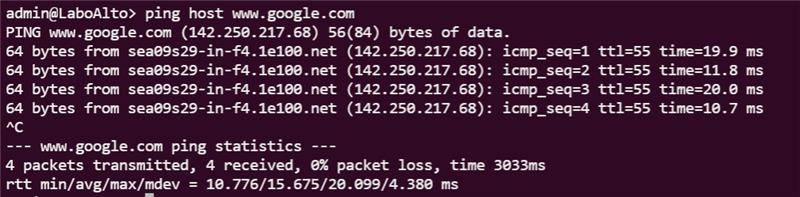 admin@LaboAlto> ping host www.google.com
PING www.google.com (142.250.217.68) 56(84) bytes of data.
64 bytes from sea09s29-in-f4.1e100.net (142.250.217.68): icmp_seq=1 ttl=55 time=19.9 ms
64 bytes from sea09s29-in-f4.1e100.net (142.250.217.68): icmp_seq=2 ttl=55 time=11.8 ms
64 bytes from sea09s29-in-f4.1e100.net (142.250.217.68): icmp_seq=3 ttl=55 time=20.0 ms
64 bytes from sea09s29-in-f4.1e100.net (142.250.217.68): icmp_seq=4 ttl=55 time=10.7 ms
^C
--- www.google.com ping statistics ---
4 packets transmitted, 4 received, 0% packet loss, time 3033ms
rtt min/avg/max/mdev = 10.776/15.675/20.099/4.380 ms